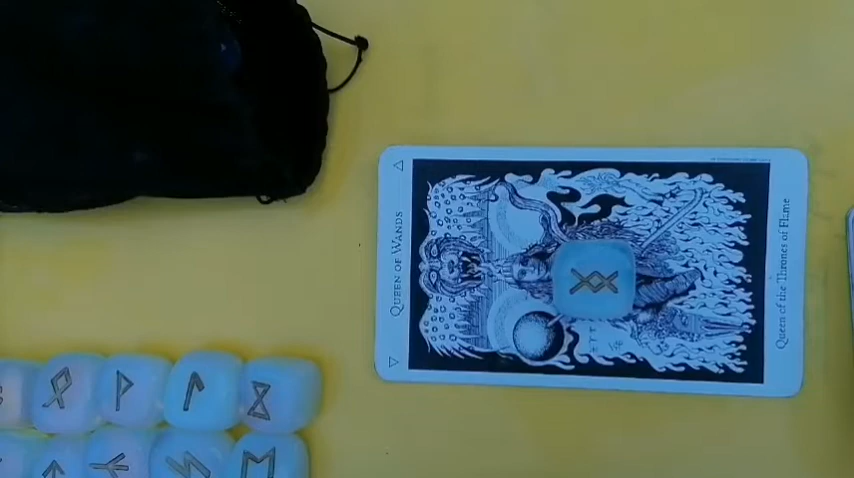 QUEEN OF WANDS
Queen of the Thrones of Flame
ᛝ
ᛟ ᚹ ᛚ ᛞ
ᛏ ᛉ ᛋ ᛖ